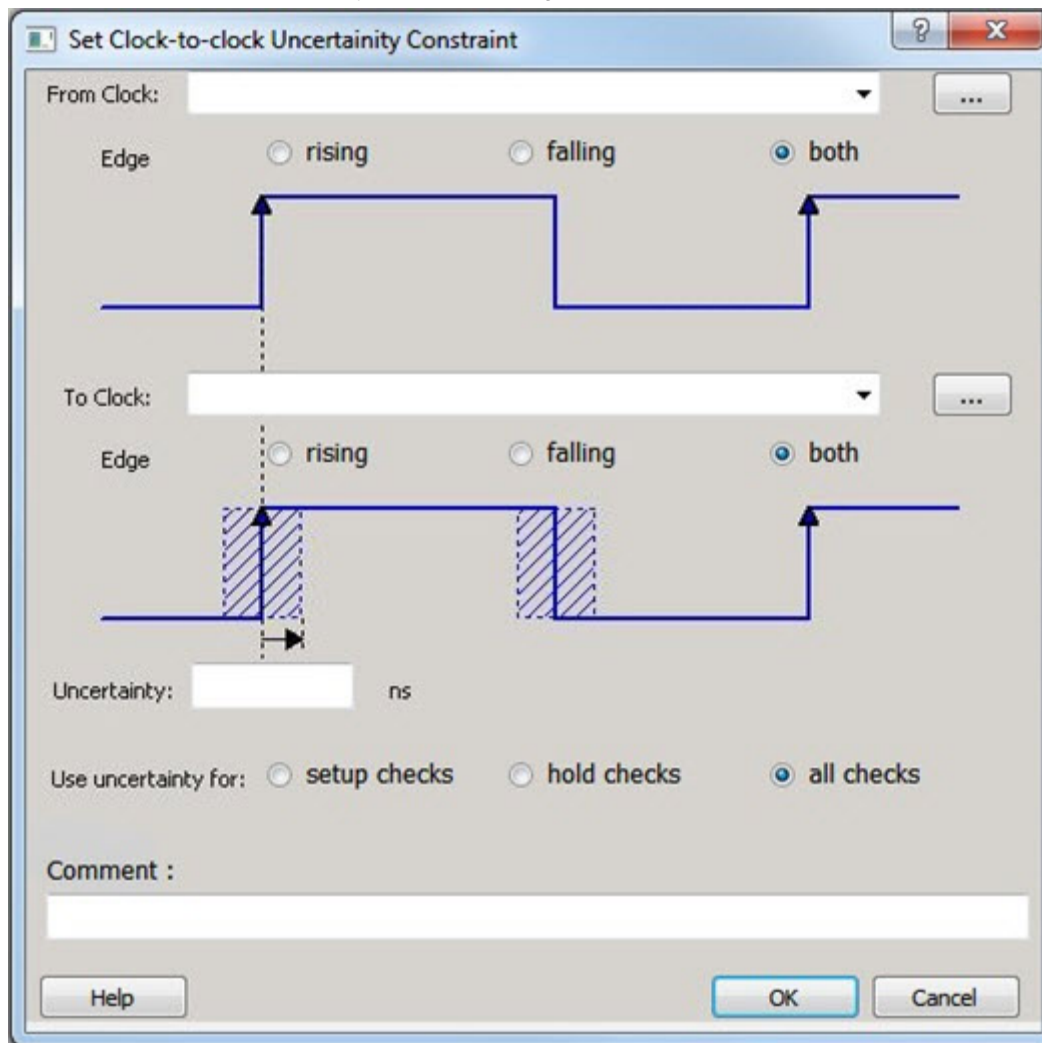 Set Clock-to-clock Uncertainity Constraint
?
From Clock:
...
Edge rising falling both
To Clock:
...
Edge rising falling both
Uncertainty: ns
Use uncertainty for: setup checks hold checks all checks
Comment :
Help OK Cancel